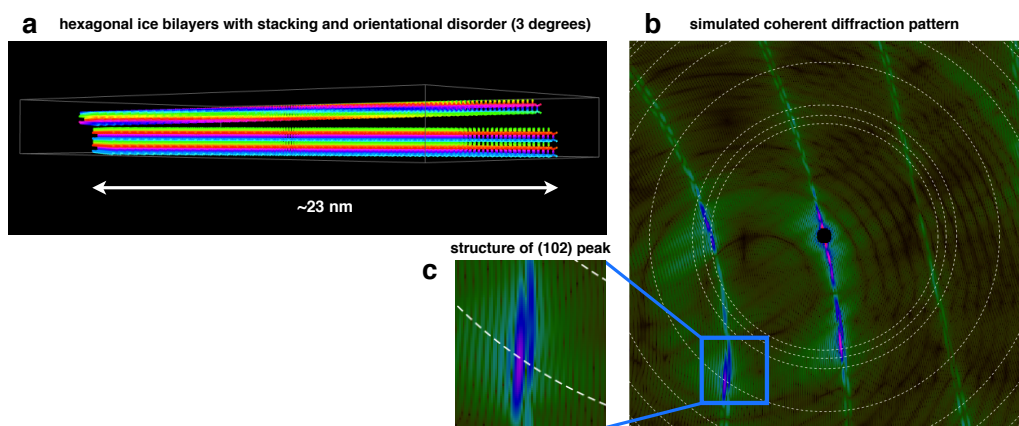 a hexagonal ice bilayers with stacking and orientational disorder (3 degrees)
~23 nm
b simulated coherent diffraction pattern
structure of (102) peak
c